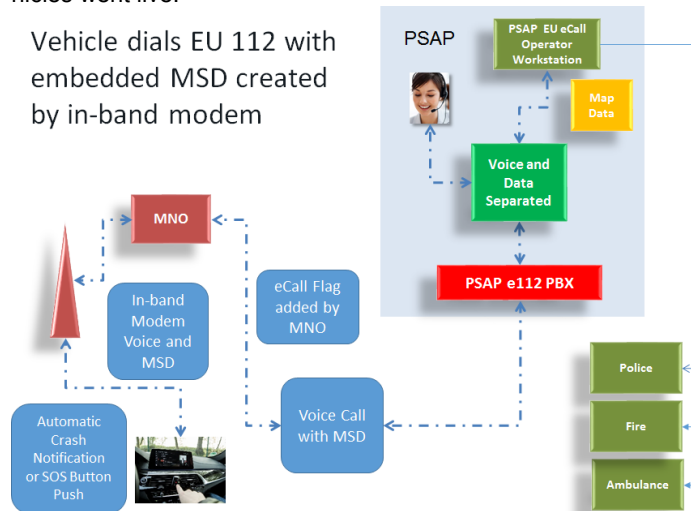 Vehicle dials EU 112 with
embedded MSD created
by in-band modem
PSAP
PSAP EU eCall
Operator
Workstation
Map
Data
Voice and
Data
Separated
MNO
PSAP e112 PBX
eCall Flag
added by
MNO
In-band
Modem
Voice and
MSD
Voice Call
with MSD
Automatic
Crash
Notification
or SOS Button
Push
Police
Fire
Ambulance